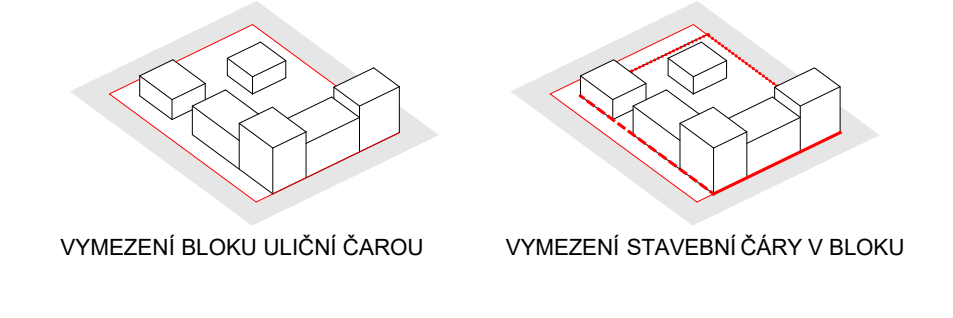 VYMEZENÍ BLOKU ULIČNÍ ČAROU
VYMEZENÍ STAVEBNÍ ČÁRY V BLOKU